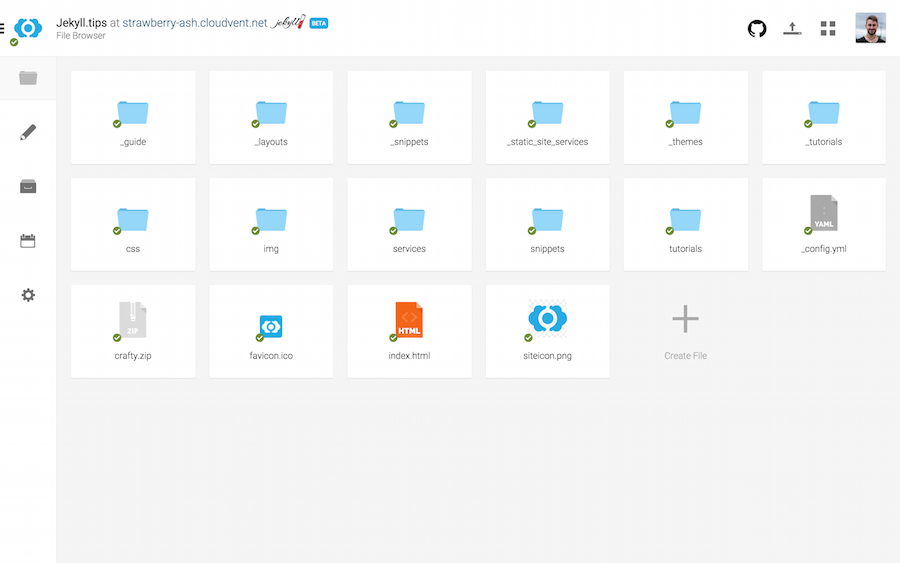 Jekyll.tips at strawberry-ash.cloudvent.net jekyll BETA
File Browser
_guide
_layouts
_snippets
_static_site_services
_themes
_tutorials
css
img
services
snippets
tutorials
YAML
_config.yml
ZIP
crafty.zip
favicon.ico
HTML
index.html
siteicon.png
Create File